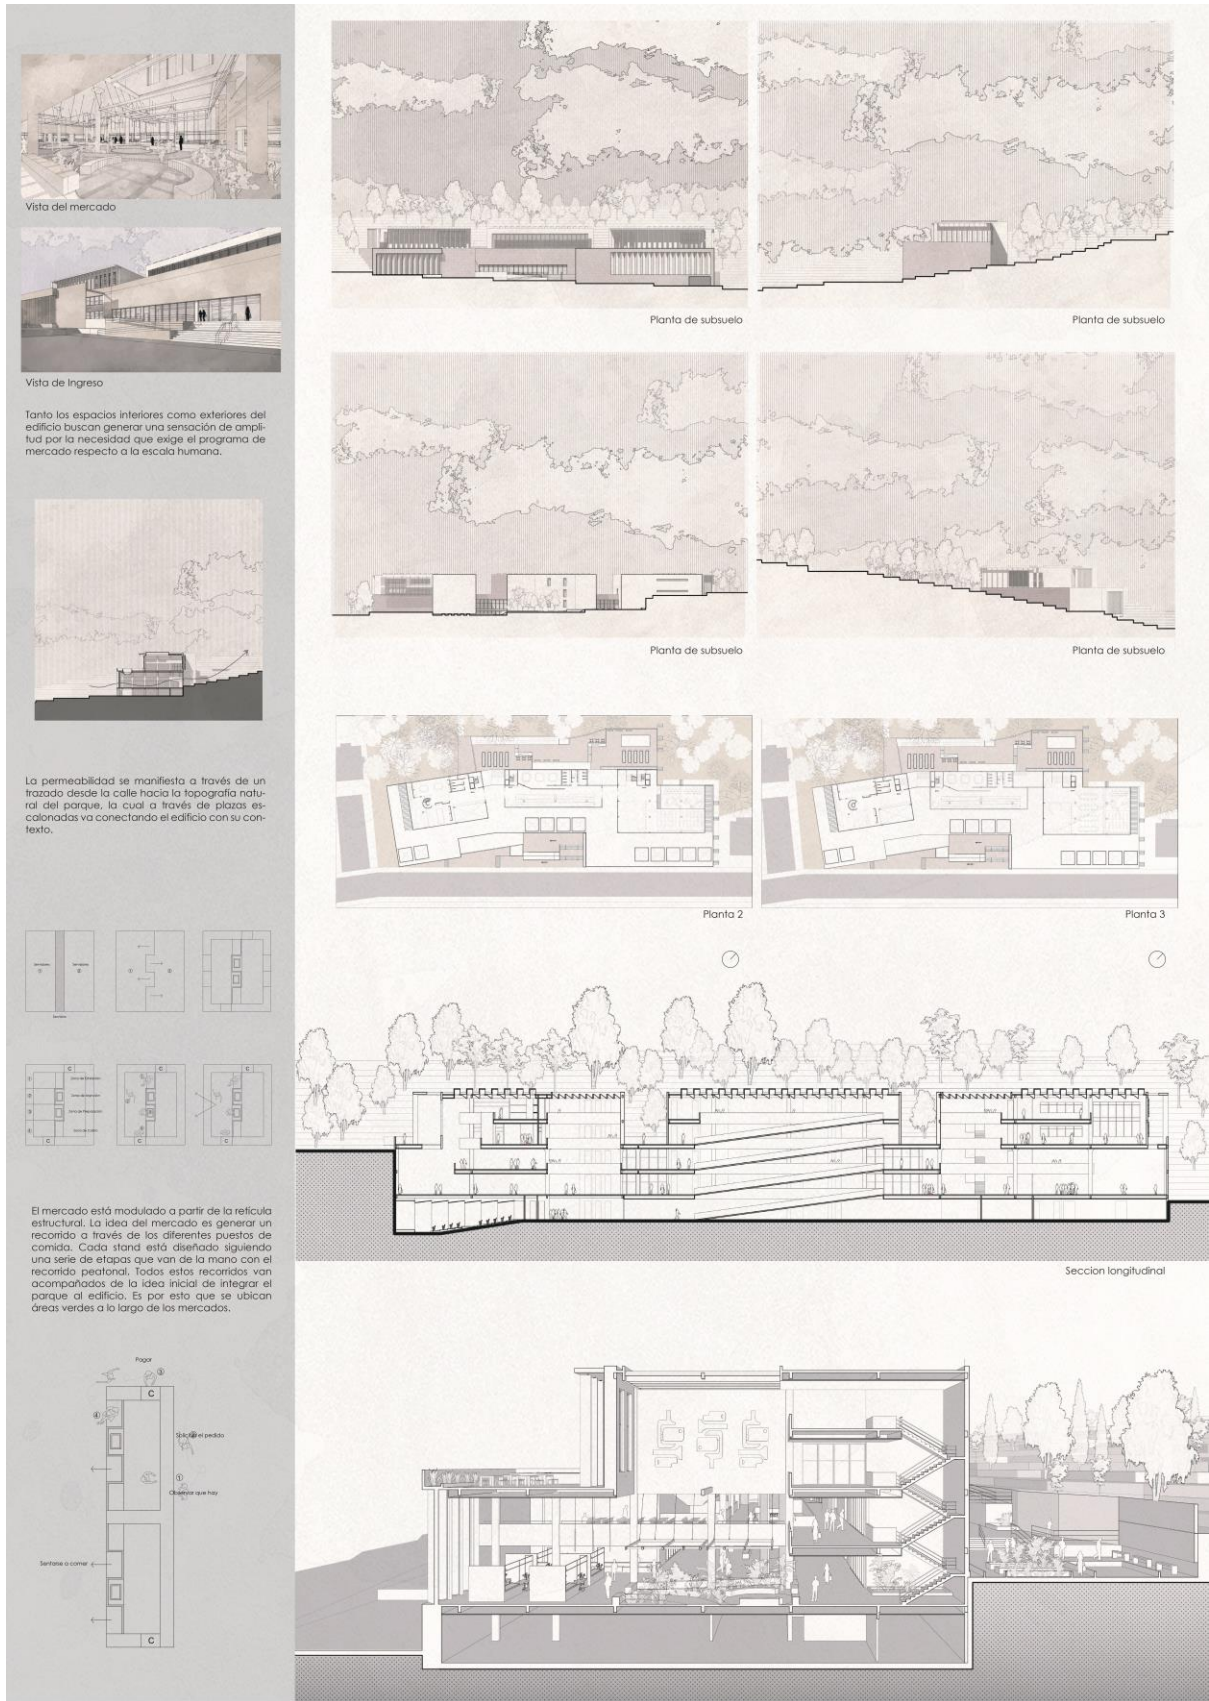 Vista del mercado
Vista de Ingreso
Tanto los espacios interiores como exteriores del
edificio buscan generar una sensación de ampli-
tud por la necesidad que exige el programa de
mercado respecto a la escala humana.
La permeabilidad se manifiesta a través de un
trazado desde la calle hacia la topografía natu-
ral del parque, la cual a través de plazas es-
calonadas va conectando el edificio con su con-
texto.
C
C
C
C
C
C
El mercado está modulado a partir de la retícula
estructural. La idea del mercado es generar un
recorrido a través de los diferentes puestos de
comida. Cada stand está diseñado siguiendo
una serie de etapas que van de la mano con el
recorrido peatonal. Todos estos recorridos van
acompañados de la idea inicial de integrar el
parque al edificio. Es por esto que se ubican
áreas verdes a lo largo de los mercados.
Pagar
3
C
4
el pedido
1
Observar que hay
Sentarse a comer
C
Planta de subsuelo
Planta de subsuelo
Planta de subsuelo
Planta de subsuelo
Planta 2
Planta 3
Seccion longitudinal